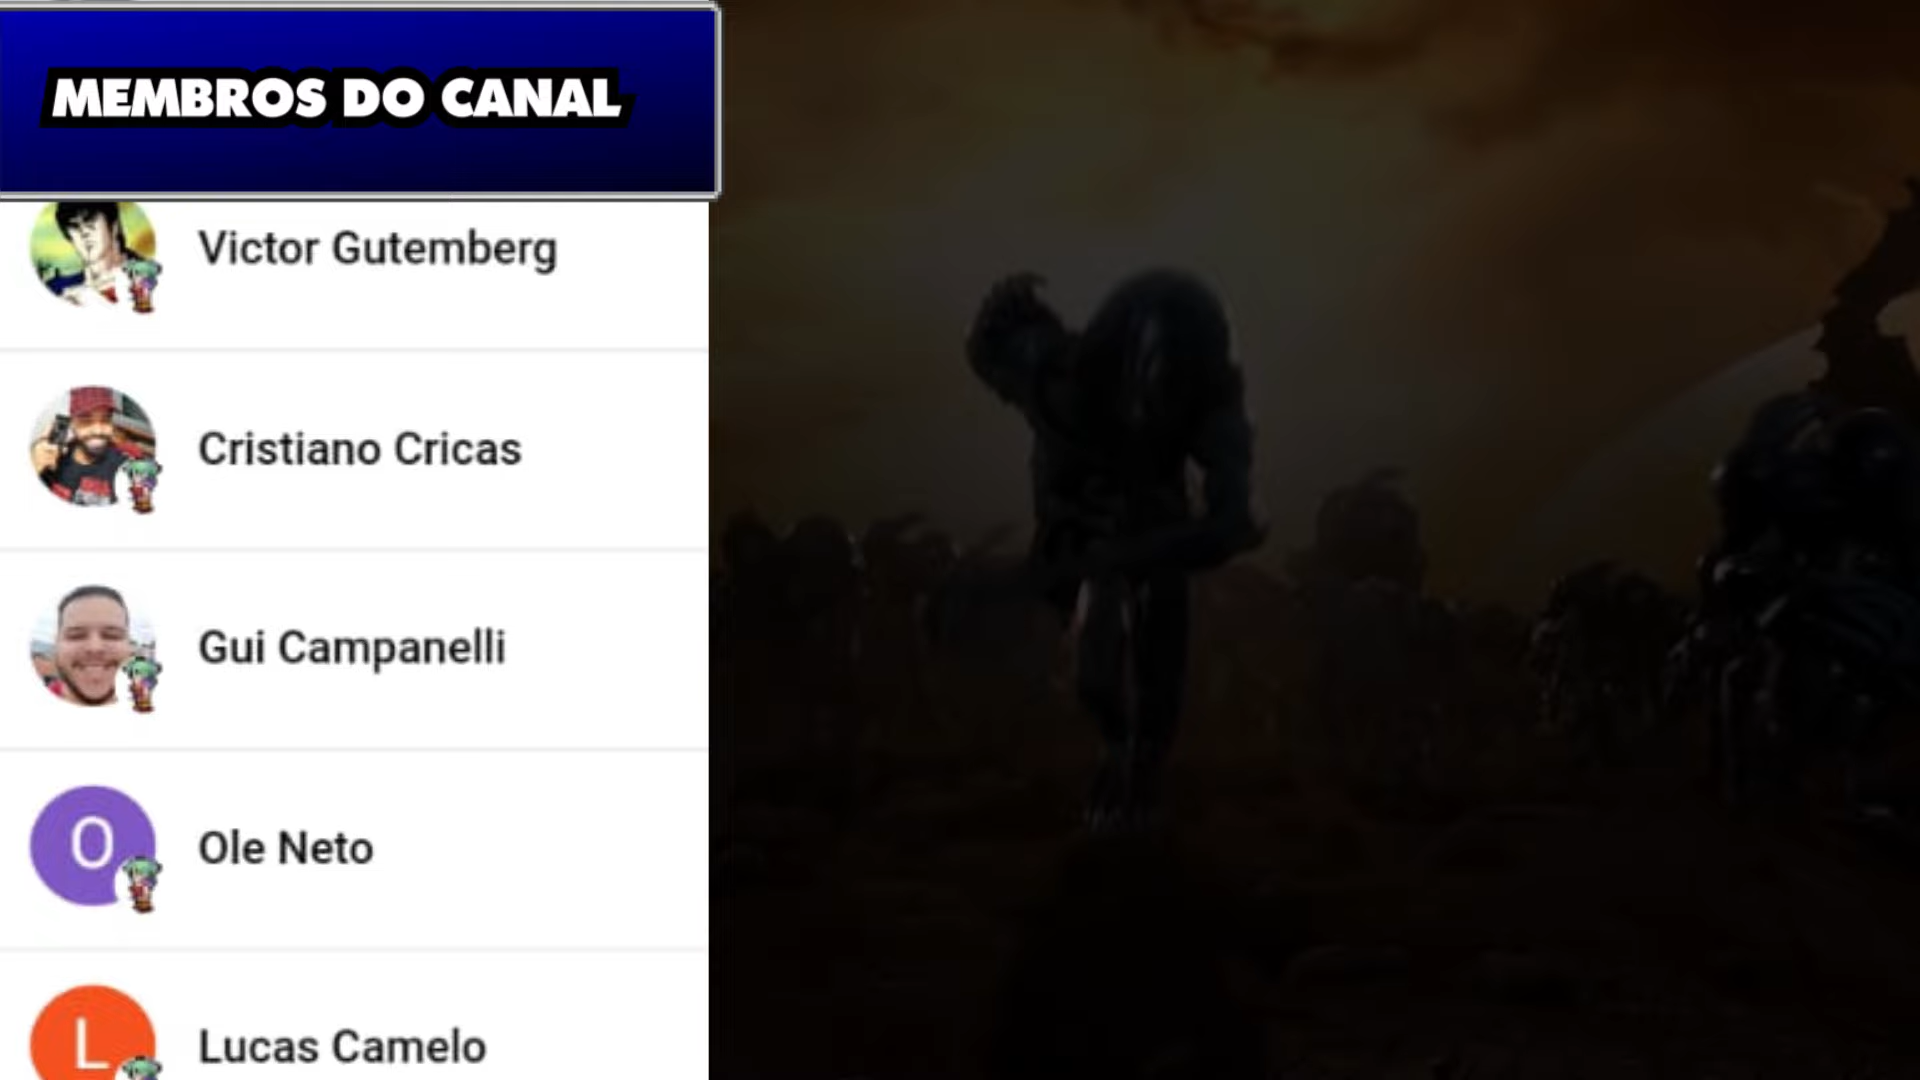 MEMBROS DO CANAL
Victor Gutemberg
Cristiano Cricas
Gui Campanelli
O
Ole Neto
L
Lucas Camelo